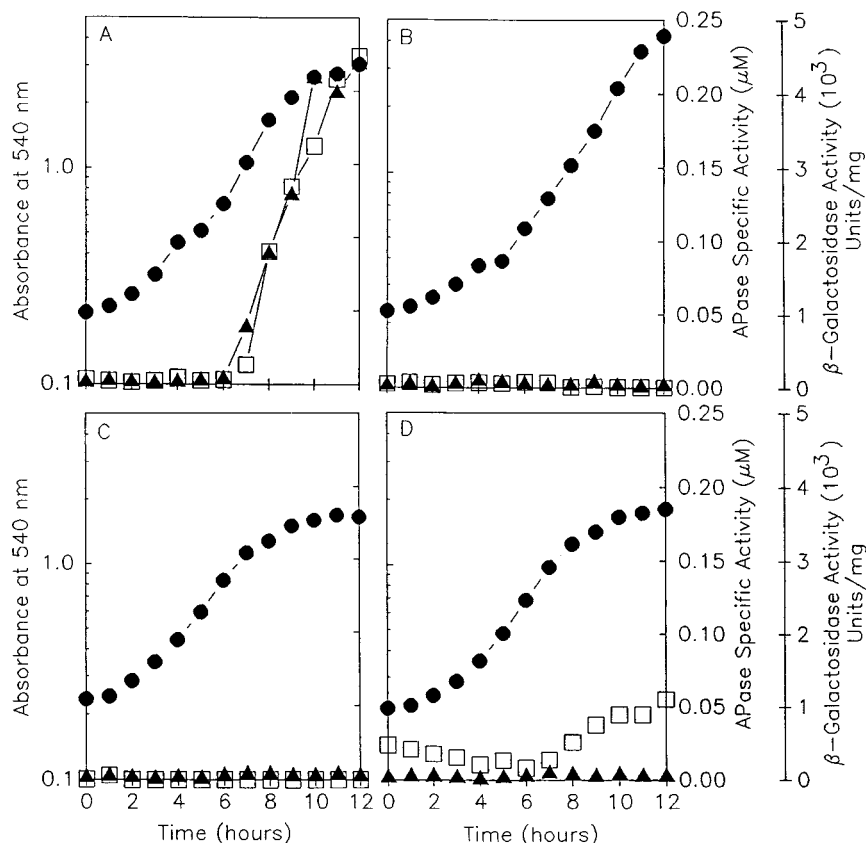 A
B
Absorbance at 540 nm
1.0
0.1
0.25
0.20
0.15
0.10
0.05
0.00
APase Specific Activity (μM)
5
4
3
2
1
0
β-Galactosidase Activity (10³)
Units/mg
C
D
Absorbance at 540 nm
1.0
0.1
0.25
0.20
0.15
0.10
0.05
0.00
APase Specific Activity (μM)
5
4
3
2
1
0
β-Galactosidase Activity (10³)
Units/mg
0 2 4 6 8 10 12
0 2 4 6 8 10 12
Time (hours)
Time (hours)